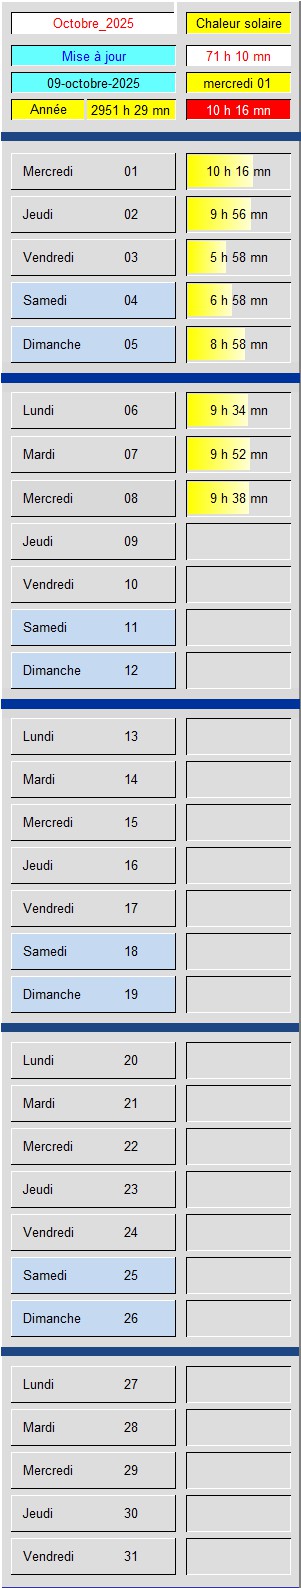 Octobre_2025 Chaleur solaire
Mise à jour 71 h 10 mn
09-octobre-2025 mercredi 01
Année 2951 h 29 mn 10 h 16 mn
Mercredi 01 10 h 16 mn
Jeudi 02 9 h 56 mn
Vendredi 03 5 h 58 mn
Samedi 04 6 h 58 mn
Dimanche 05 8 h 58 mn
Lundi 06 9 h 34 mn
Mardi 07 9 h 52 mn
Mercredi 08 9 h 38 mn
Jeudi 09
Vendredi 10
Samedi 11
Dimanche 12
Lundi 13
Mardi 14
Mercredi 15
Jeudi 16
Vendredi 17
Samedi 18
Dimanche 19
Lundi 20
Mardi 21
Mercredi 22
Jeudi 23
Vendredi 24
Samedi 25
Dimanche 26
Lundi 27
Mardi 28
Mercredi 29
Jeudi 30
Vendredi 31